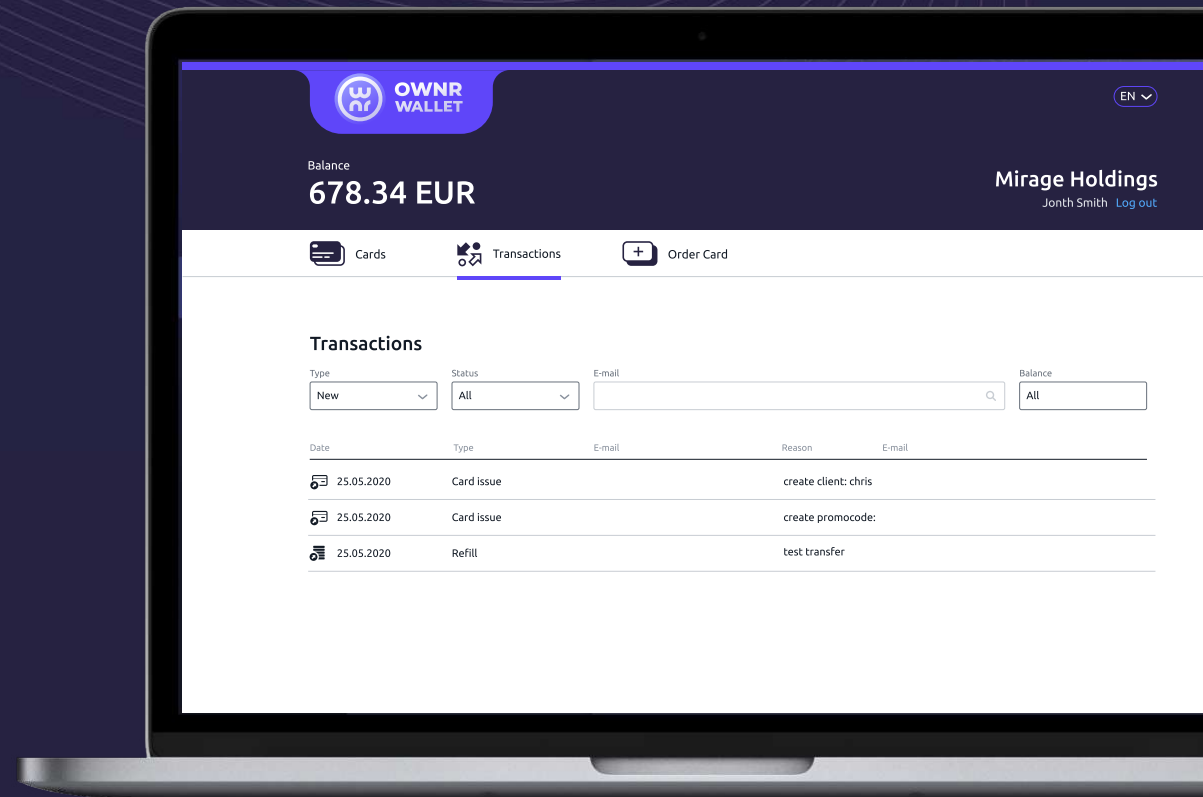 OWNR
WALLET
EN
Balance
678.34 EUR
Mirage Holdings
Jonth Smith Log out
Cards Transactions Order Card
Transactions
Type Status E-mail Balance
New All All
Date Type E-mail Reason E-mail
25.05.2020 Card issue create client: chris
25.05.2020 Card issue create promocode:
25.05.2020 Refill test transfer